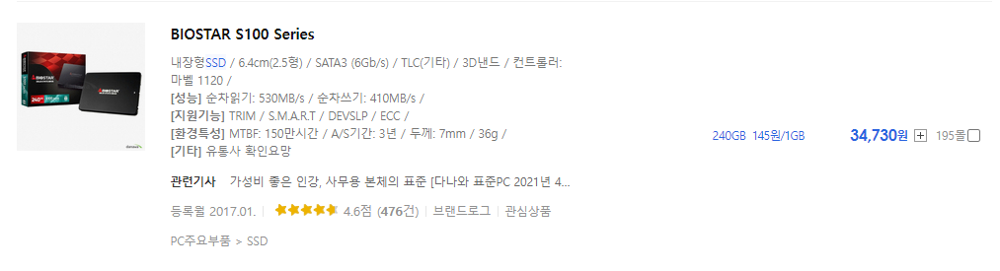 BIOSTAR S100 Series
내장형SSD / 6.4cm(2.5형) / SATA3 (6Gb/s) / TLC(기타) / 3D낸드 / 컨트롤러:
마벨 1120 /
[성능] 순차읽기: 530MB/s / 순차쓰기: 410MB/s /
[지원기능] TRIM / S.M.A.R.T / DEVSLP / ECC /
[환경특성] MTBF: 150만시간 / A/S기간: 3년 / 두께: 7mm / 36g /
[기타] 유통사 확인요망
240GB 145원/1GB 34,730원 195몰
관련기사 가성비 좋은 인강, 사무용 본체의 표준 [다나와 표준PC 2021년 4...
등록월 2017.01. 4.6점 (476건) 브랜드로그 관심상품
PC주요부품 > SSD
BIOSTAR
240
BIOSTAR